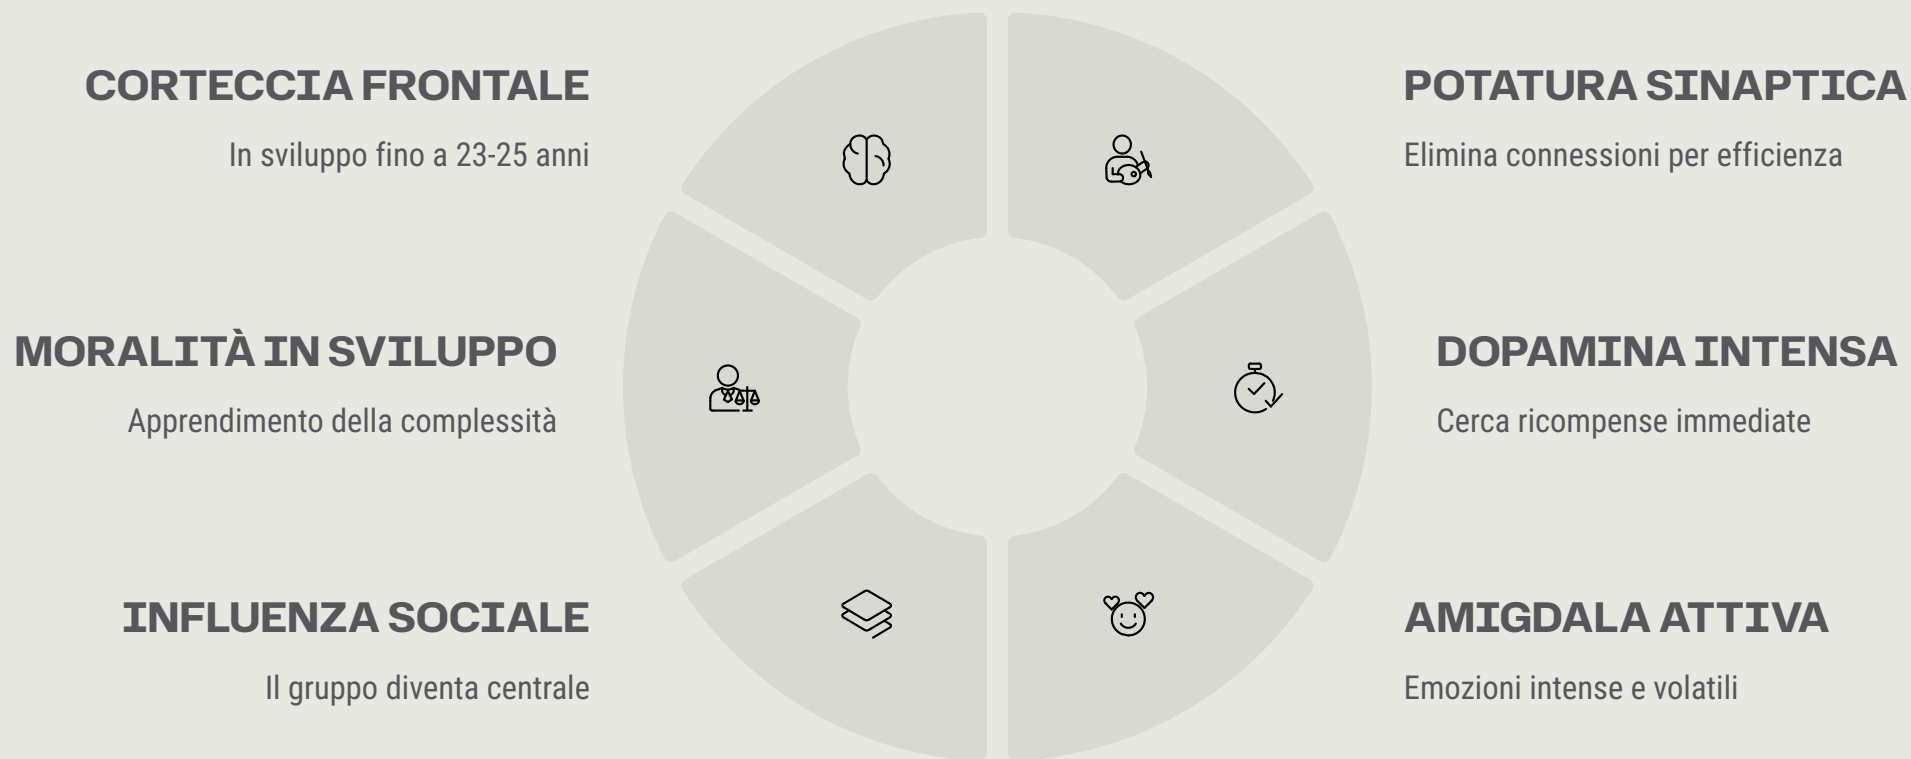 CORTECCIA FRONTALE
In sviluppo fino a 23-25 anni
POTATURA SINAPTICA
Elimina connessioni per efficienza
MORALITÀ IN SVILUPPO
Apprendimento della complessità
DOPAMINA INTENSA
Cerca ricompense immediate
INFLUENZA SOCIALE
Il gruppo diventa centrale
AMIGDALA ATTIVA
Emozioni intense e volatili